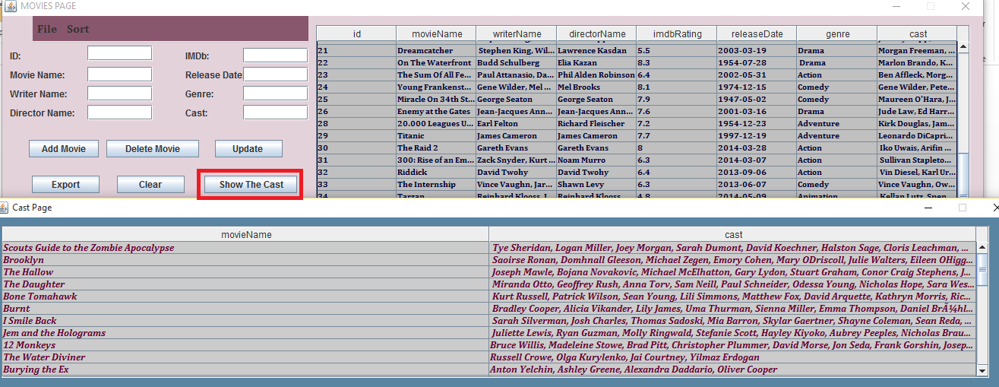 MOVIES PAGE
File Sort
ID:
IMDb:
Movie Name:
Release Date
Writer Name:
Genre:
Director Name:
Cast:
Add Movie Delete Movie Update
Export Clear Show The Cast
id movieName writerName directorName imdbRating releaseDate genre cast
21 Dreamcatcher Stephen King, Wil... Lawrence Kasdan 5.5 2003-03-19 Drama Morgan Freeman, ...
22 On The Waterfront Budd Schulberg Elia Kazan 8.3 1954-07-28 Drama Marlon Brando, K...
23 The Sum Of All Fe... Paul Attanasio, Da... Phil Alden Robinson 6.4 2002-05-31 Action Ben Affleck, Morg...
24 Young Frankenst... Gene Wilder, Mel ... Mel Brooks 8.1 1974-12-15 Comedy Gene Wilder, Pete...
25 Miracle On 34th St... George Seaton George Seaton 7.9 1947-05-02 Comedy Maureen O'Hara, J...
26 Enemy at the Gates Jean-Jacques Ann... Jean-Jacques Annau... 7.6 2001-03-16 Drama Jude Law, Ed Harr...
28 20.000 Leagues U... Earl Felton Richard Fleischer 7.2 1954-12-23 Adventure Kirk Douglas, Jam...
29 Titanic James Cameron James Cameron 7.7 1997-12-19 Adventure Leonardo DiCapri...
30 The Raid 2 Gareth Evans Gareth Evans 8 2014-03-28 Action Iko Uwais, Arifin ...
31 300: Rise of an Em... Zack Snyder, Kurt ... Noam Murro 6.3 2014-03-07 Action Sullivan Stapleto...
32 Riddick David Twohy David Twohy 6.4 2013-09-06 Action Vin Diesel, Karl Ur...
33 The Internship Vince Vaughn, Jar... Shawn Levy 6.3 2013-06-07 Comedy Vince Vaughn, Ow...
34 Tarzan Reinhard Klooss, J... Reinhard Klooss 4.8 2014-05-09 Animation Kellan Lutz, Spen...
Cast Page
movieName cast
Scouts Guide to the Zombie Apocalypse Tye Sheridan, Logan Miller, Joey Morgan, Sarah Dumont, David Koechner, Halston Sage, Cloris Leachman, ...
Brooklyn Saoirse Ronan, Domhnall Gleeson, Michael Zegen, Emory Cohen, Mary ODriscoll, Julie Walters, Eileen OHigg...
The Hallow Joseph Mawle, Bojana Novakovic, Michael McElhatton, Gary Lydon, Stuart Graham, Conor Craig Stephens, J...
The Daughter Miranda Otto, Geoffrey Rush, Anna Torv, Sam Neill, Paul Schneider, Odessa Young, Nicholas Hope, Sara Wes...
Bone Tomahawk Kurt Russell, Patrick Wilson, Sean Young, Lili Simmons, Matthew Fox, David Arquette, Kathryn Morris, Ric...
Burnt Bradley Cooper, Alicia Vikander, Lily James, Uma Thurman, Sienna Miller, Emma Thompson, Daniel BrÃ¼hl...
I Smile Back Sarah Silverman, Josh Charles, Thomas Sadoski, Mia Barron, Skylar Gaertner, Shayne Coleman, Sean Reda, ...
Jem and the Holograms Juliette Lewis, Ryan Guzman, Molly Ringwald, Stefanie Scott, Hayley Kiyoko, Aubrey Peeples, Nicholas Brau...
12 Monkeys Bruce Willis, Madeleine Stowe, Brad Pitt, Christopher Plummer, David Morse, Jon Seda, Frank Gorshin, Josep...
The Water Diviner Russell Crowe, Olga Kurylenko, Jai Courtney, Yilmaz Erdogan
Burying the Ex Anton Yelchin, Ashley Greene, Alexandra Daddario, Oliver Cooper